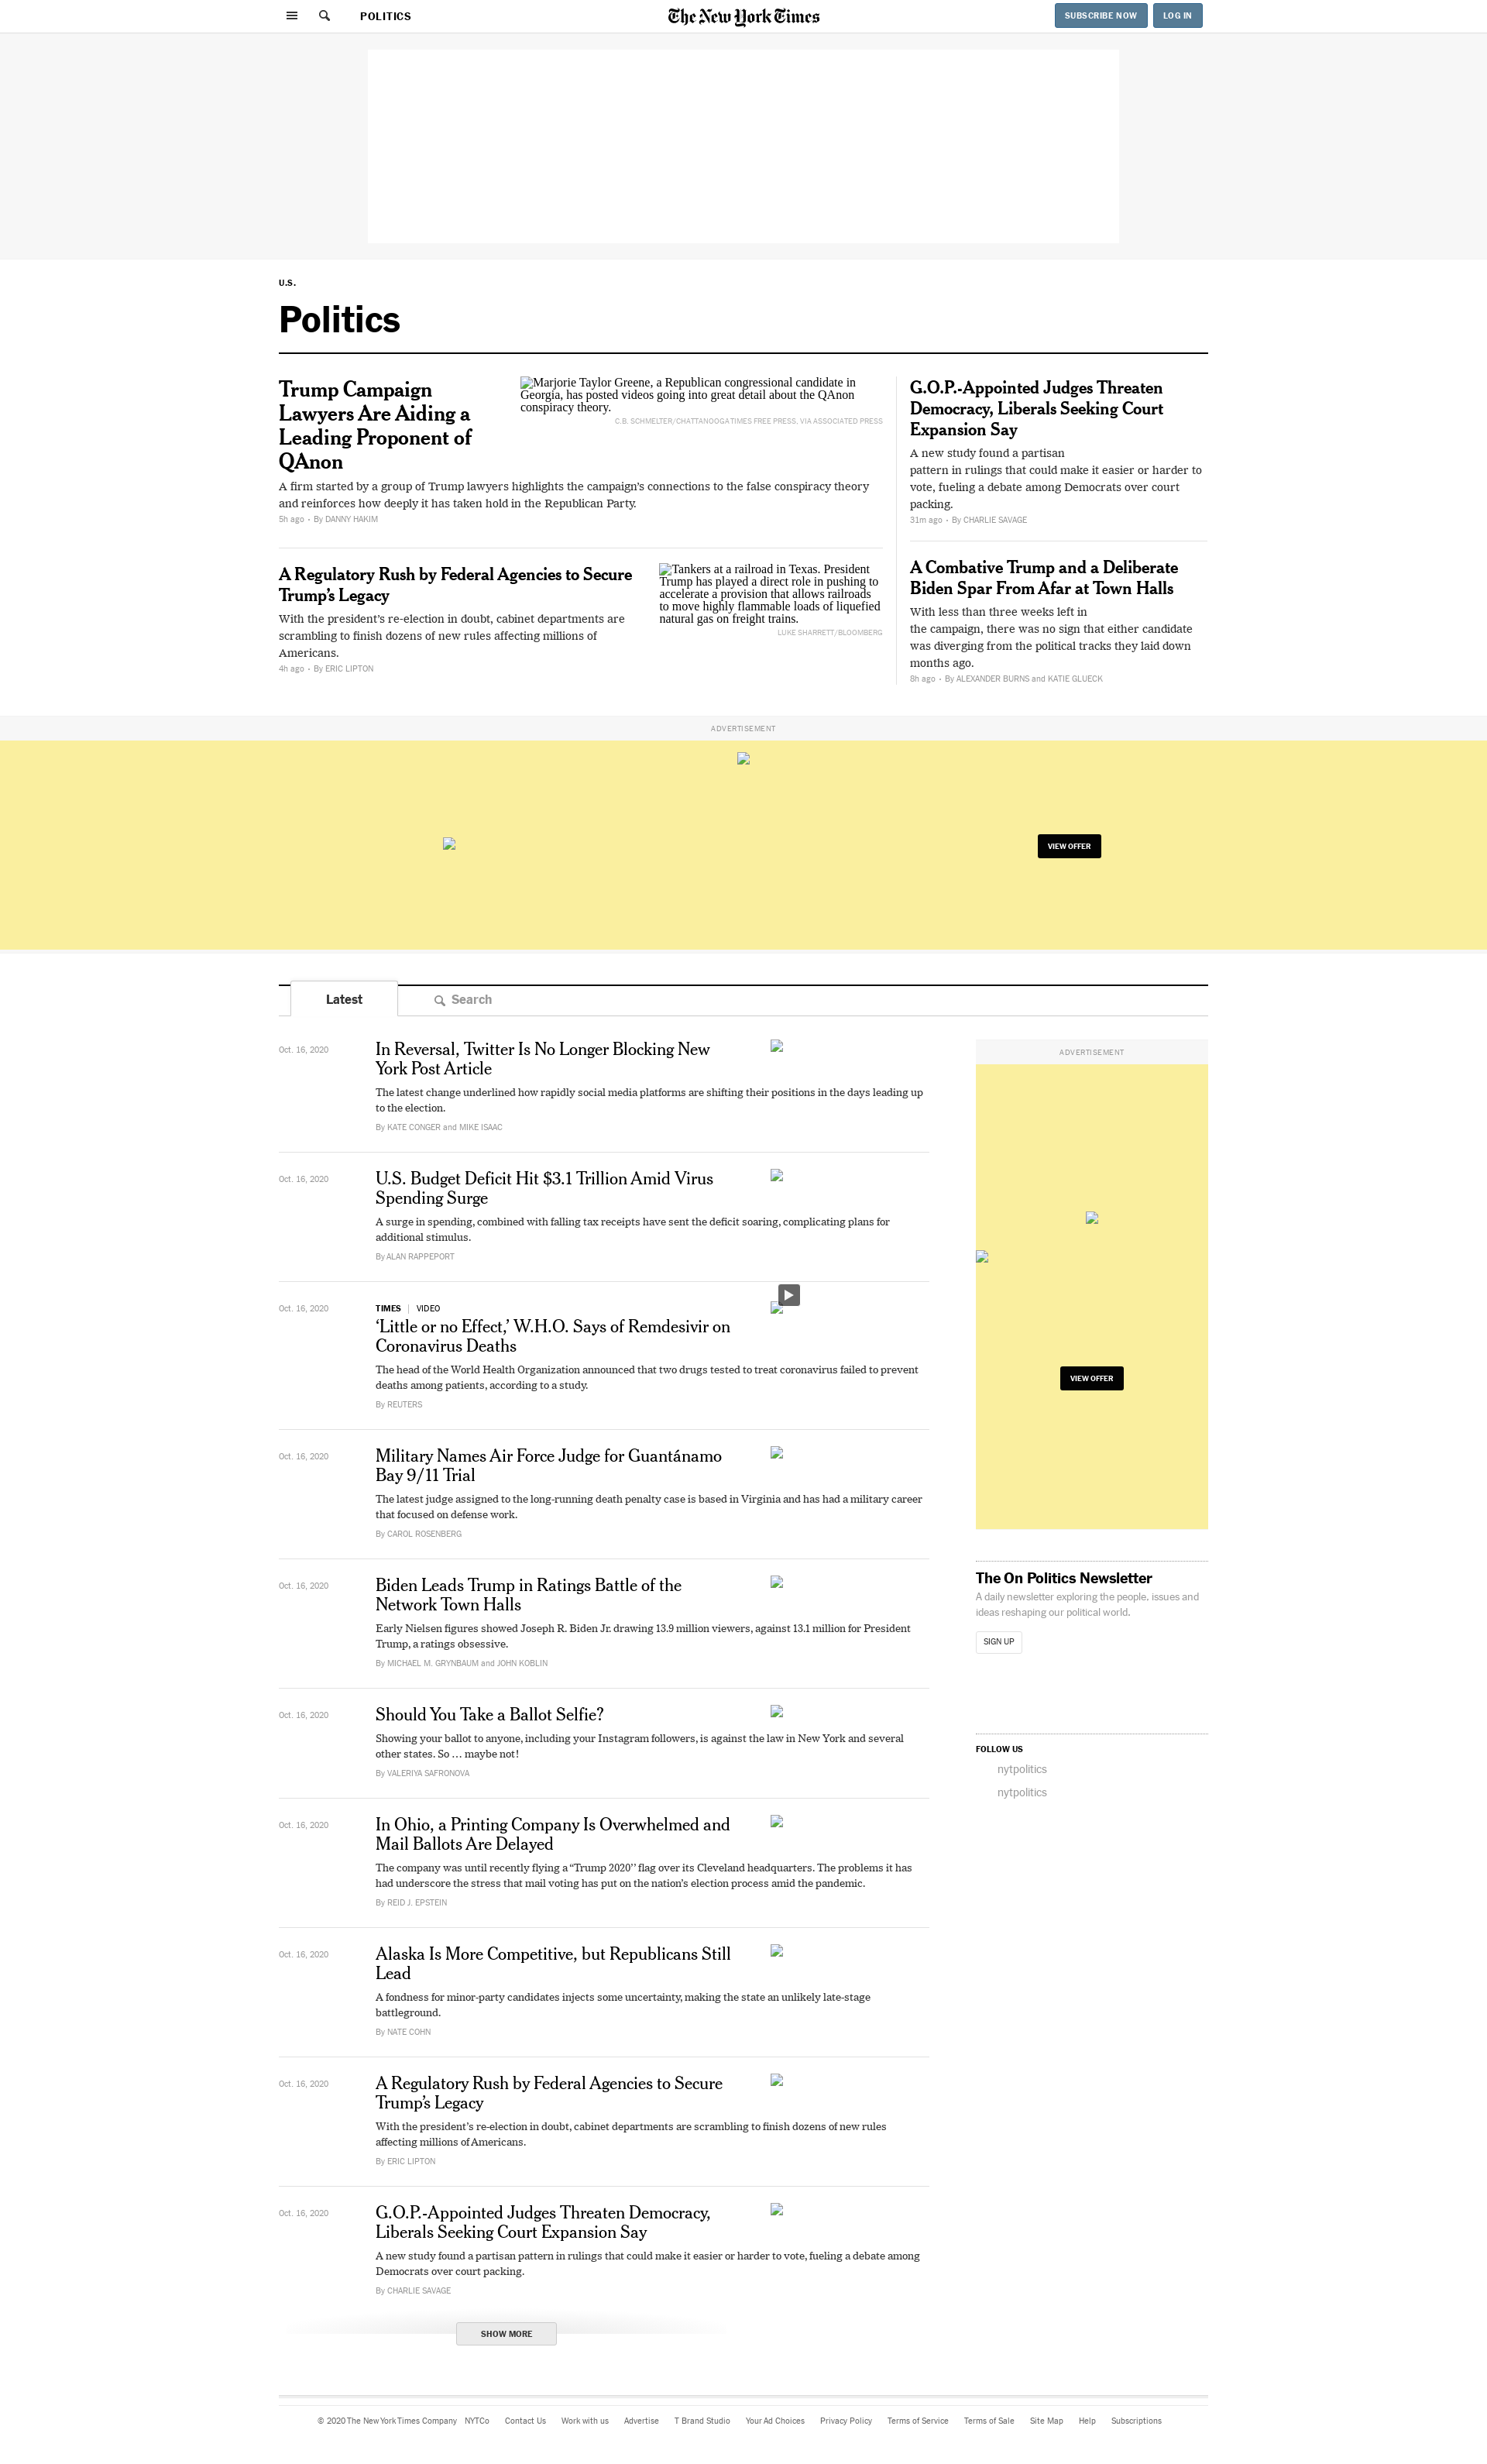 POLITICS
The New York Times
SUBSCRIBE NOW
LOG IN
U.S.
Politics
Trump Campaign
Lawyers Are Aiding a
Leading Proponent of
QAnon
Marjorie Taylor Greene, a Republican congressional candidate in
Georgia, has posted videos going into great detail about the QAnon
conspiracy theory.
C.B. SCHMELTER/CHATTANOOGA TIMES FREE PRESS, VIA ASSOCIATED PRESS
A firm started by a group of Trump lawyers highlights the campaign’s connections to the false conspiracy theory
and reinforces how deeply it has taken hold in the Republican Party.
5h ago • By DANNY HAKIM
A Regulatory Rush by Federal Agencies to Secure
Trump’s Legacy
With the president’s re-election in doubt, cabinet departments are
scrambling to finish dozens of new rules affecting millions of
Americans.
4h ago • By ERIC LIPTON
Tankers at a railroad in Texas. President
Trump has played a direct role in pushing to
accelerate a provision that allows railroads
to move highly flammable loads of liquefied
natural gas on freight trains.
LUKE SHARRETT/BLOOMBERG
G.O.P.-Appointed Judges Threaten
Democracy, Liberals Seeking Court
Expansion Say
A new study found a partisan
pattern in rulings that could make it easier or harder to
vote, fueling a debate among Democrats over court
packing.
31m ago • By CHARLIE SAVAGE
A Combative Trump and a Deliberate
Biden Spar From Afar at Town Halls
With less than three weeks left in
the campaign, there was no sign that either candidate
was diverging from the political tracks they laid down
months ago.
8h ago • By ALEXANDER BURNS and KATIE GLUECK
ADVERTISEMENT
VIEW OFFER
Latest
Search
Oct. 16, 2020
In Reversal, Twitter Is No Longer Blocking New
York Post Article
The latest change underlined how rapidly social media platforms are shifting their positions in the days leading up
to the election.
By KATE CONGER and MIKE ISAAC
Oct. 16, 2020
U.S. Budget Deficit Hit $3.1 Trillion Amid Virus
Spending Surge
A surge in spending, combined with falling tax receipts have sent the deficit soaring, complicating plans for
additional stimulus.
By ALAN RAPPEPORT
Oct. 16, 2020
TIMES | VIDEO
‘Little or no Effect,’ W.H.O. Says of Remdesivir on
Coronavirus Deaths
The head of the World Health Organization announced that two drugs tested to treat coronavirus failed to prevent
deaths among patients, according to a study.
By REUTERS
Oct. 16, 2020
Military Names Air Force Judge for Guantánamo
Bay 9/11 Trial
The latest judge assigned to the long-running death penalty case is based in Virginia and has had a military career
that focused on defense work.
By CAROL ROSENBERG
Oct. 16, 2020
Biden Leads Trump in Ratings Battle of the
Network Town Halls
Early Nielsen figures showed Joseph R. Biden Jr. drawing 13.9 million viewers, against 13.1 million for President
Trump, a ratings obsessive.
By MICHAEL M. GRYNBAUM and JOHN KOBLIN
Oct. 16, 2020
Should You Take a Ballot Selfie?
Showing your ballot to anyone, including your Instagram followers, is against the law in New York and several
other states. So … maybe not!
By VALERIYA SAFRONOVA
Oct. 16, 2020
In Ohio, a Printing Company Is Overwhelmed and
Mail Ballots Are Delayed
The company was until recently flying a “Trump 2020’’ flag over its Cleveland headquarters. The problems it has
had underscore the stress that mail voting has put on the nation’s election process amid the pandemic.
By REID J. EPSTEIN
Oct. 16, 2020
Alaska Is More Competitive, but Republicans Still
Lead
A fondness for minor-party candidates injects some uncertainty, making the state an unlikely late-stage
battleground.
By NATE COHN
Oct. 16, 2020
A Regulatory Rush by Federal Agencies to Secure
Trump’s Legacy
With the president’s re-election in doubt, cabinet departments are scrambling to finish dozens of new rules
affecting millions of Americans.
By ERIC LIPTON
Oct. 16, 2020
G.O.P.-Appointed Judges Threaten Democracy,
Liberals Seeking Court Expansion Say
A new study found a partisan pattern in rulings that could make it easier or harder to vote, fueling a debate among
Democrats over court packing.
By CHARLIE SAVAGE
SHOW MORE
ADVERTISEMENT
VIEW OFFER
The On Politics Newsletter
A daily newsletter exploring the people, issues and
ideas reshaping our political world.
SIGN UP
FOLLOW US
nytpolitics
nytpolitics
© 2020 The New York Times Company NYTCo Contact Us Work with us Advertise T Brand Studio Your Ad Choices Privacy Policy Terms of Service Terms of Sale Site Map Help Subscriptions